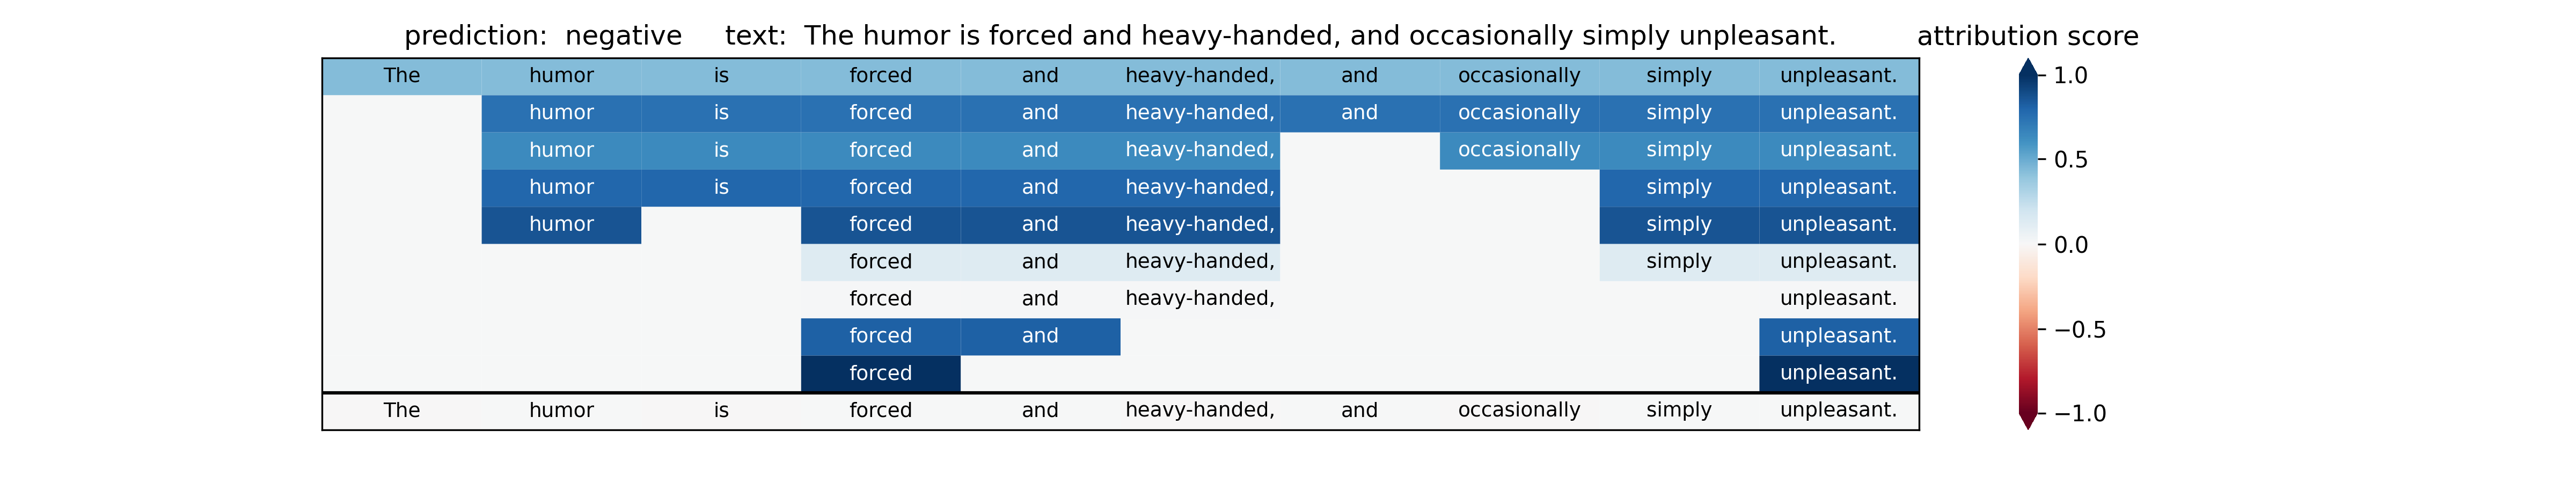 prediction: negative text: The humor is forced and heavy-handed, and occasionally simply unpleasant. attribution score
The humor is forced and heavy-handed, and occasionally simply unpleasant. 1.0
humor is forced and heavy-handed, and occasionally simply unpleasant.
humor is forced and heavy-handed, occasionally simply unpleasant. 0.5
humor is forced and heavy-handed, simply unpleasant.
humor forced and heavy-handed, simply unpleasant. 0.0
forced and heavy-handed, simply unpleasant.
forced and heavy-handed, unpleasant.
forced and unpleasant. −0.5
forced unpleasant.
The humor is forced and heavy-handed, and occasionally simply unpleasant. −1.0